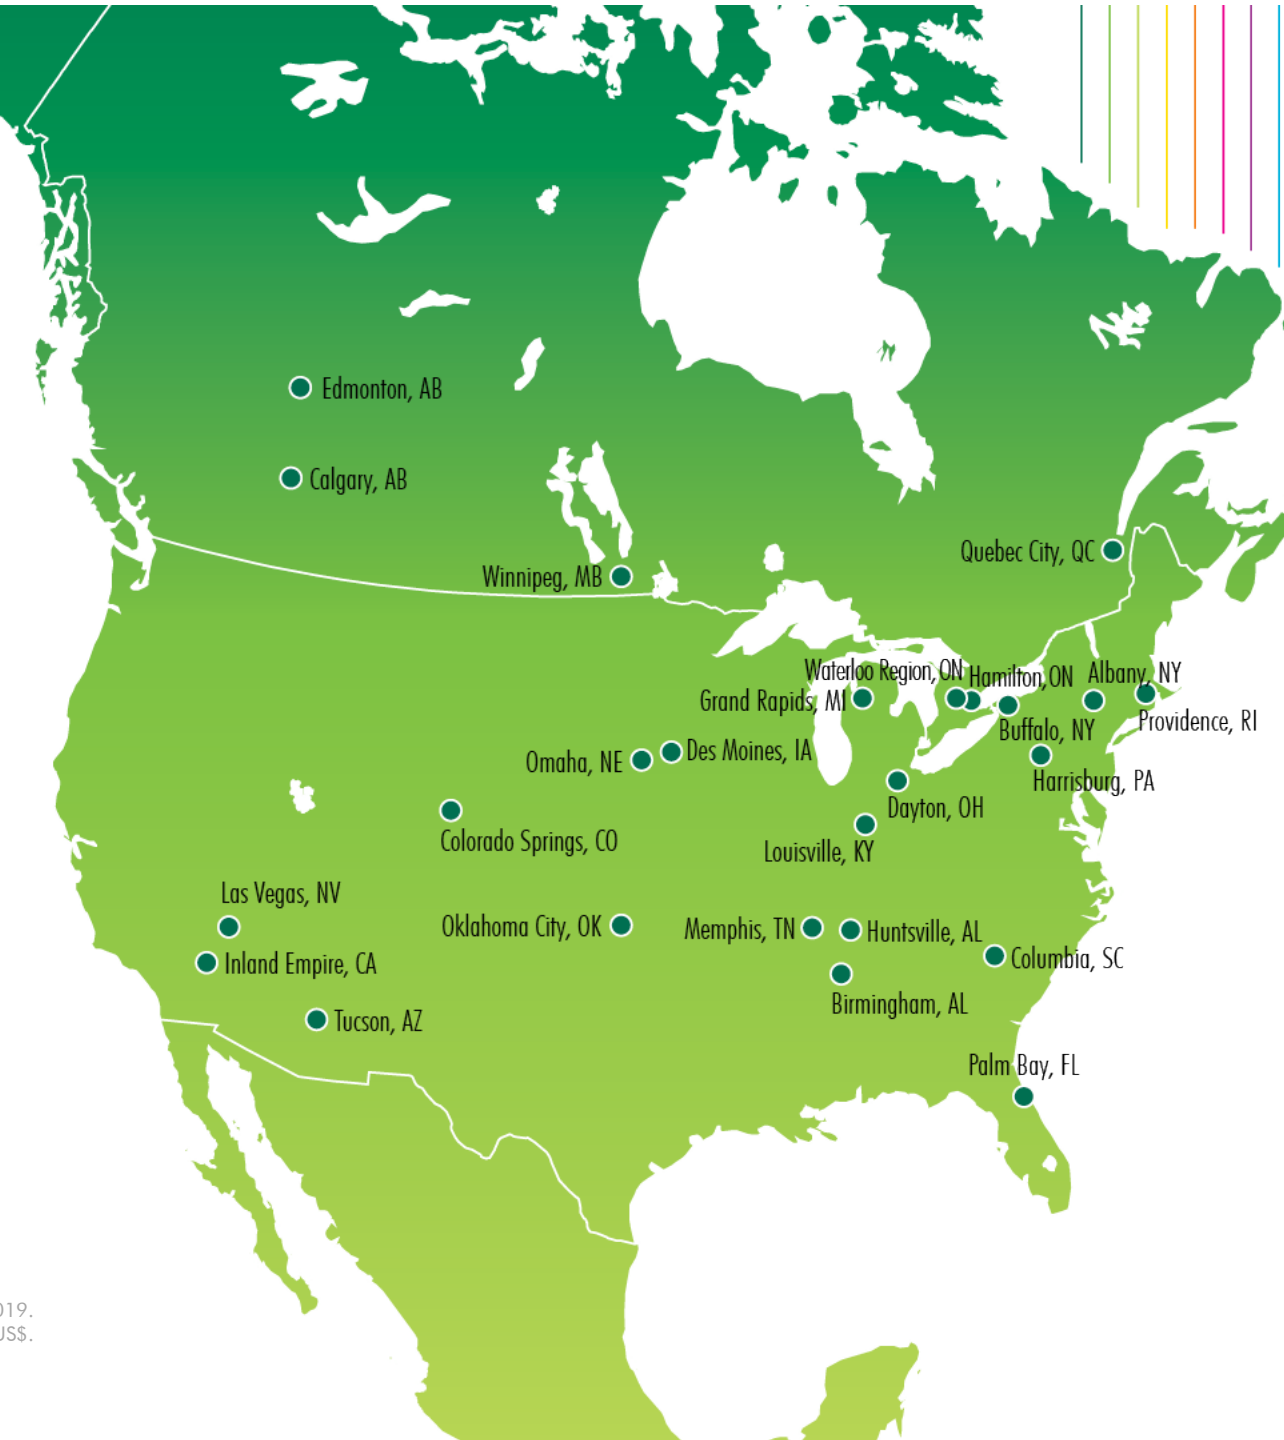 Edmonton, AB
Calgary, AB
Quebec City, QC
Winnipeg, MB
Waterloo Region, ON
Hamilton, ON
Albany, NY
Grand Rapids, MI
Providence, RI
Buffalo, NY
Omaha, NE
Des Moines, IA
Harrisburg, PA
Dayton, OH
Colorado Springs, CO
Louisville, KY
Las Vegas, NV
Oklahoma City, OK
Memphis, TN
Huntsville, AL
Inland Empire, CA
Columbia, SC
Birmingham, AL
Tucson, AZ
Palm Bay, FL
019.
US$.